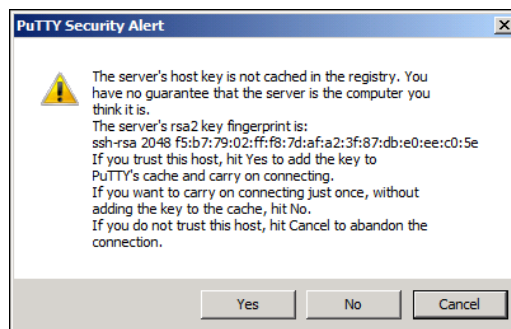 PuTTY Security Alert
The server's host key is not cached in the registry. You
have no guarantee that the server is the computer you
think it is.
The server's rsa2 key fingerprint is:
ssh-rsa 2048 f5:b7:79:02:ff:f8:7d:af:a2:3f:87:db:e0:ee:c0:5e
If you trust this host, hit Yes to add the key to
PuTTY's cache and carry on connecting.
If you want to carry on connecting just once, without
adding the key to the cache, hit No.
If you do not trust this host, hit Cancel to abandon the
connection.
Yes No Cancel